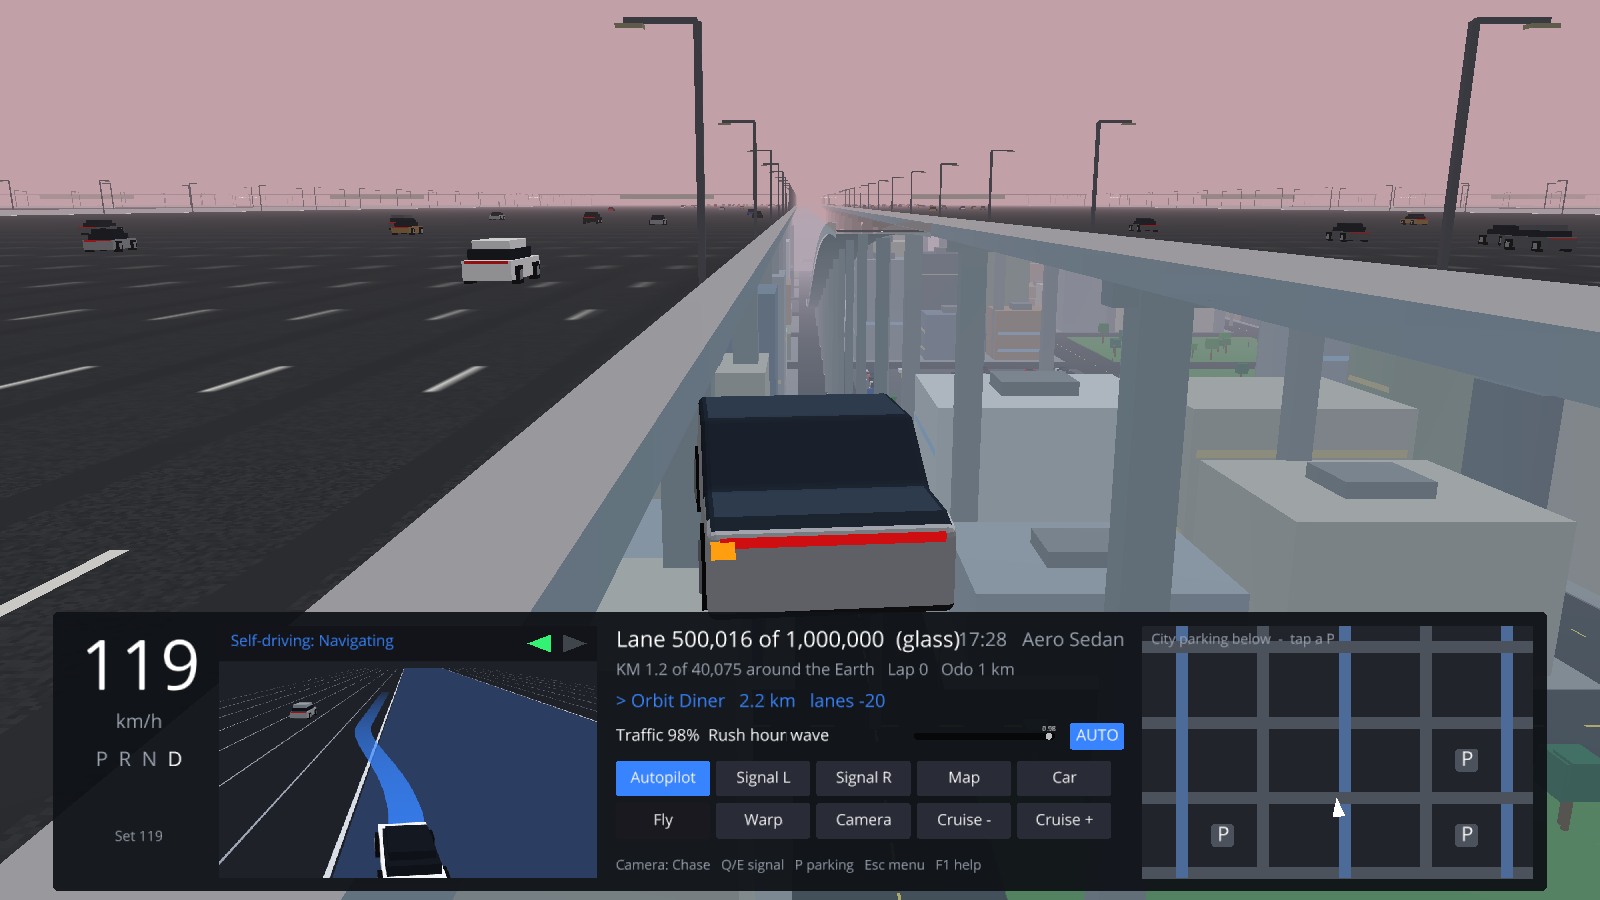 119
km/h
P R N D
Set 119
Self-driving: Navigating
Lane 500,016 of 1,000,000 (glass) 17:28 Aero Sedan
KM 1.2 of 40,075 around the Earth Lap 0 Odo 1 km
> Orbit Diner 2.2 km lanes -20
Traffic 98% Rush hour wave 0.98 AUTO
Autopilot Signal L Signal R Map Car
Fly Warp Camera Cruise - Cruise +
Camera: Chase Q/E signal P parking Esc menu F1 help
City parking below - tap a P
P
P
P